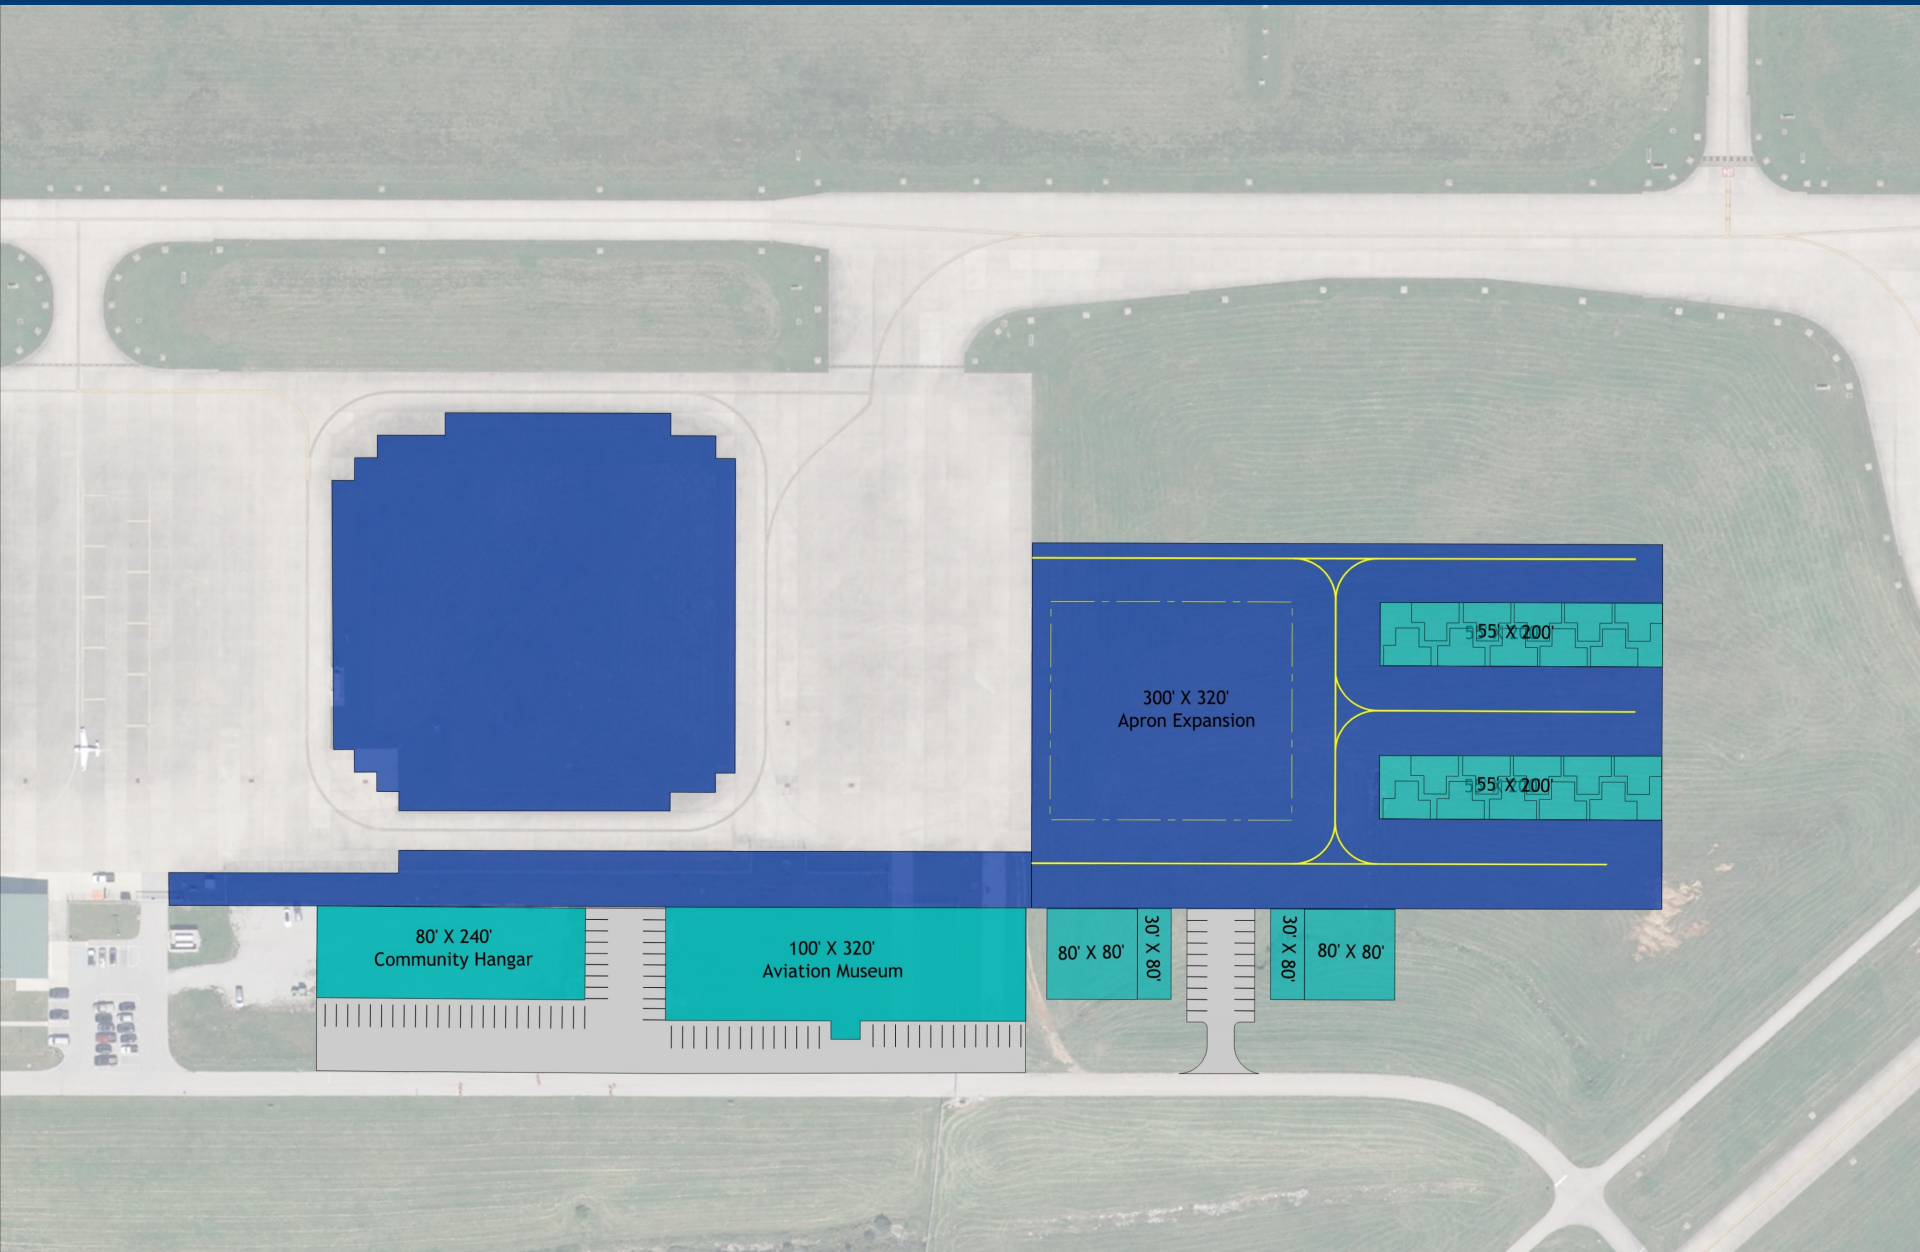 55' X 200'
300' X 320'
Apron Expansion
55' X 200'
80' X 240'
Community Hangar
100' X 320'
Aviation Museum
80' X 80'
30' X 80'
30' X 80'
80' X 80'